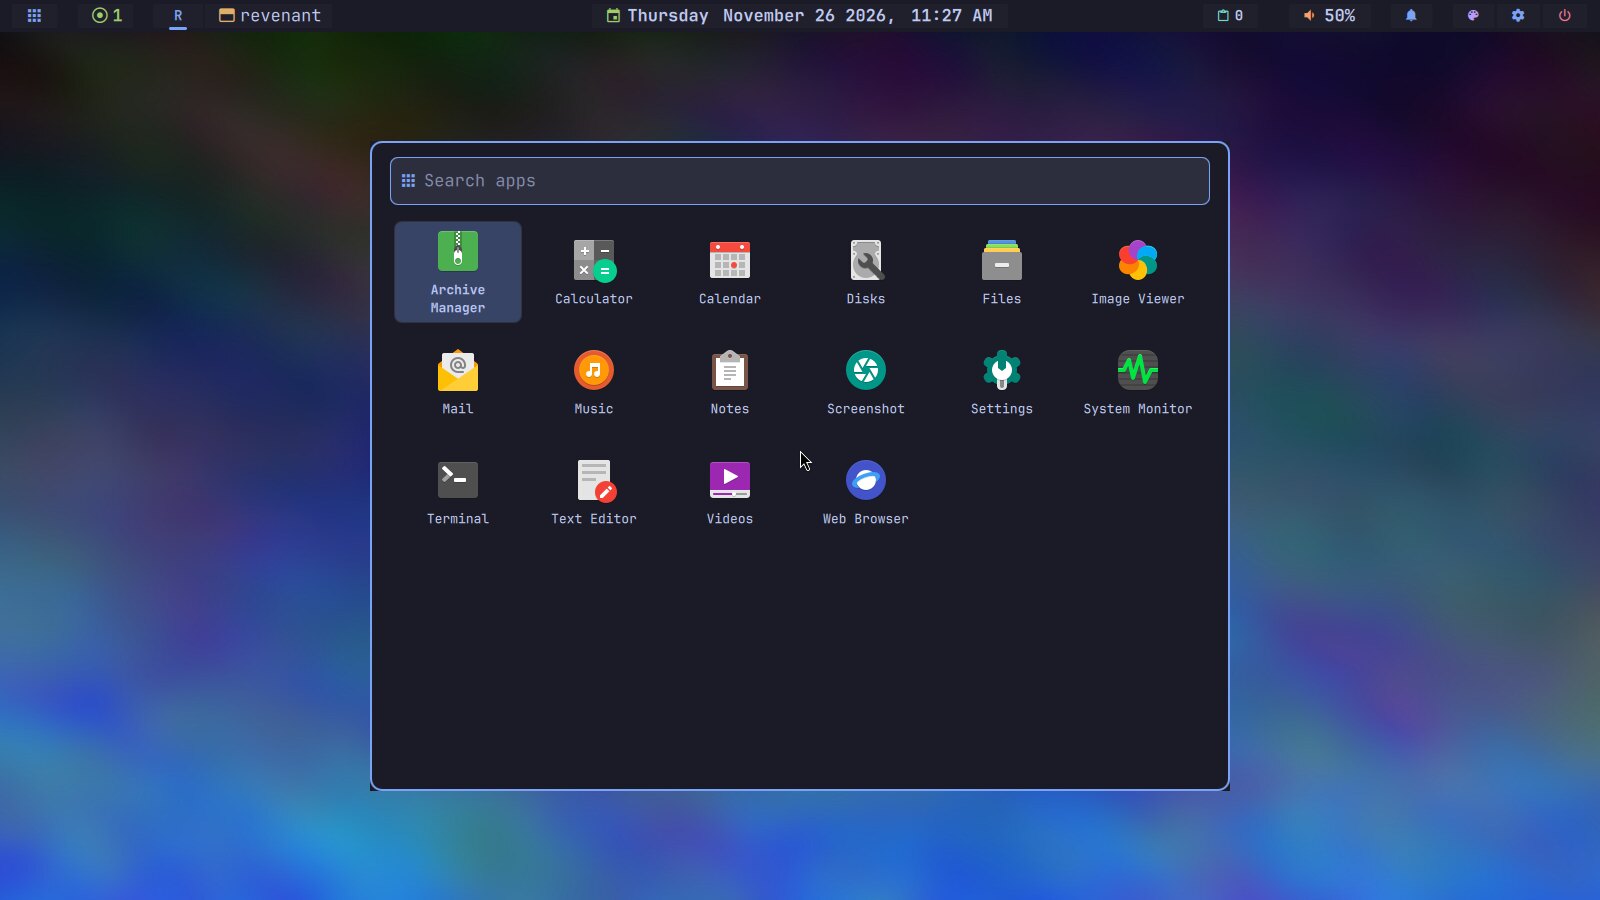 1 R revenant Thursday November 26 2026, 11:27 AM 0 50%
Search apps
Archive
Manager
Calculator
Calendar
Disks
Files
Image Viewer
Mail
Music
Notes
Screenshot
Settings
System Monitor
Terminal
Text Editor
Videos
Web Browser